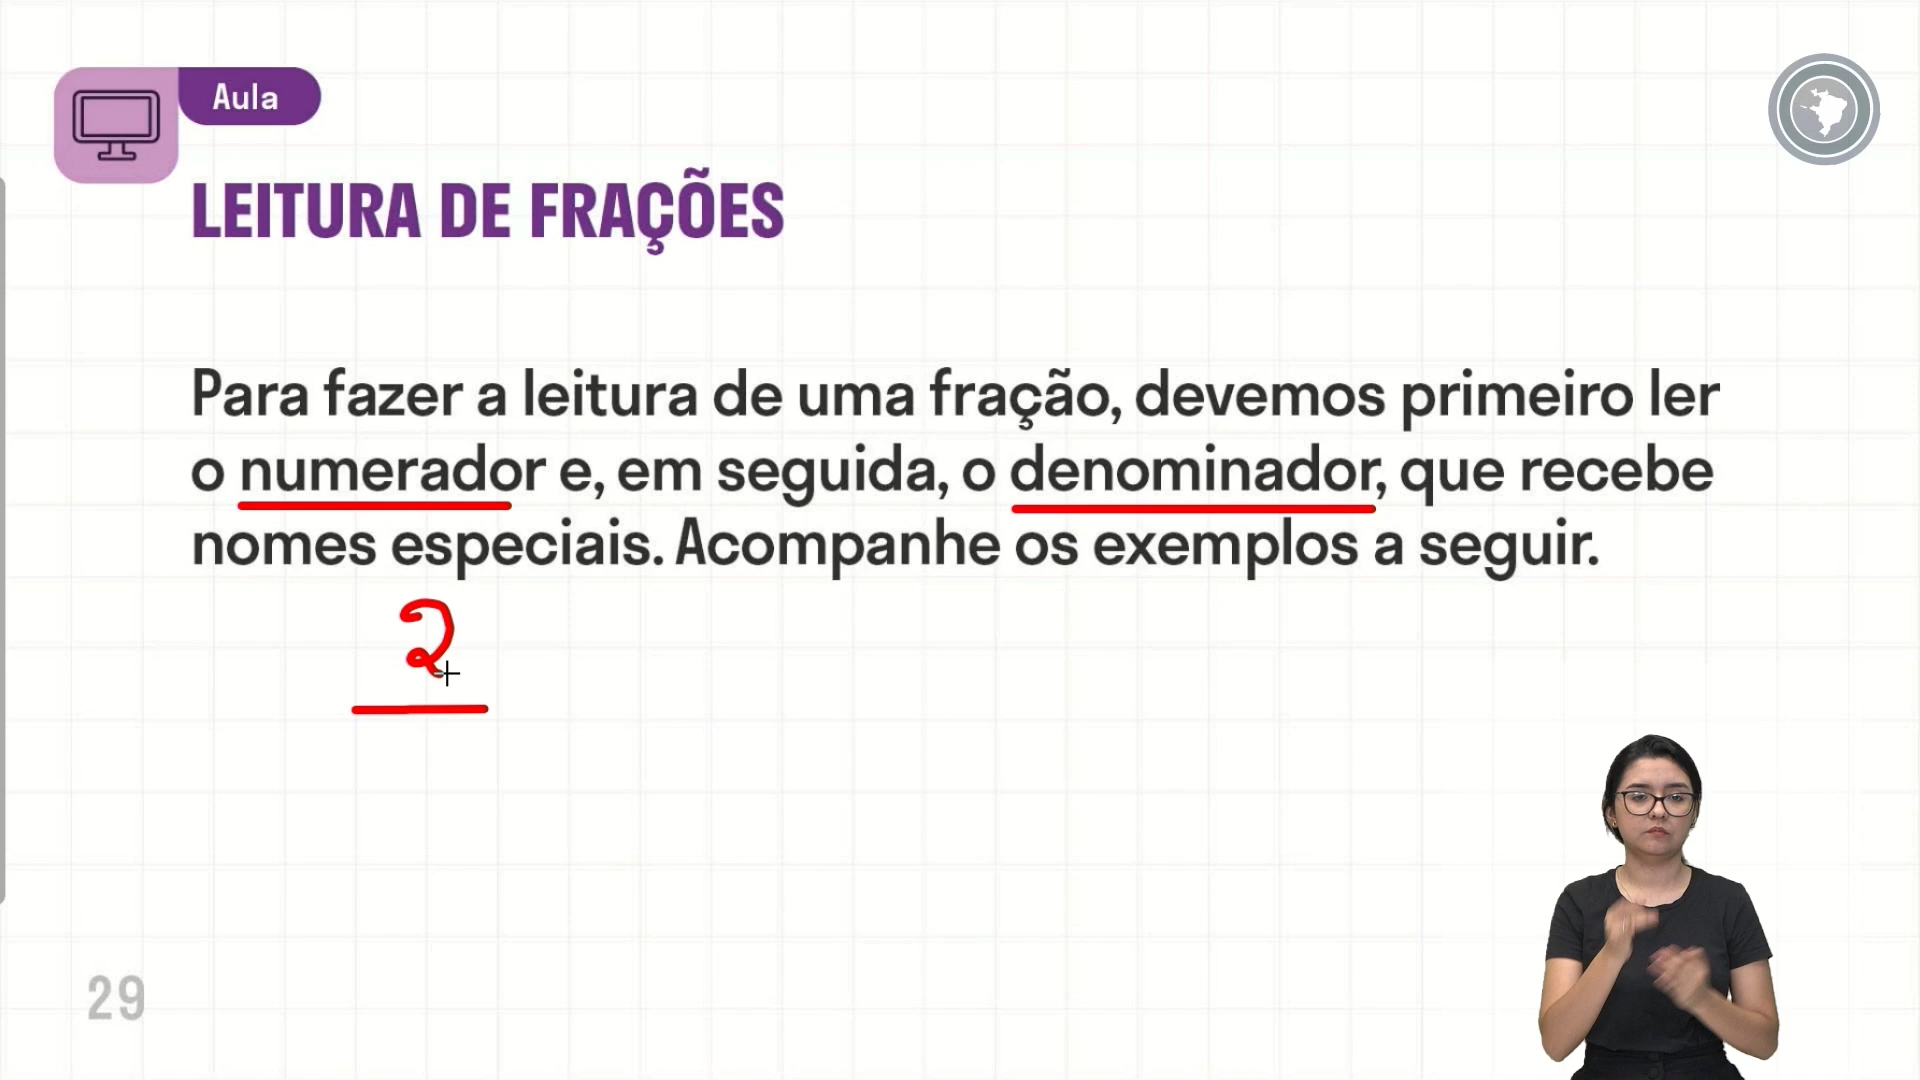 Aula
LEITURA DE FRAÇÕES
Para fazer a leitura de uma fração, devemos primeiro ler
o numerador e, em seguida, o denominador, que recebe
nomes especiais. Acompanhe os exemplos a seguir.
2
29